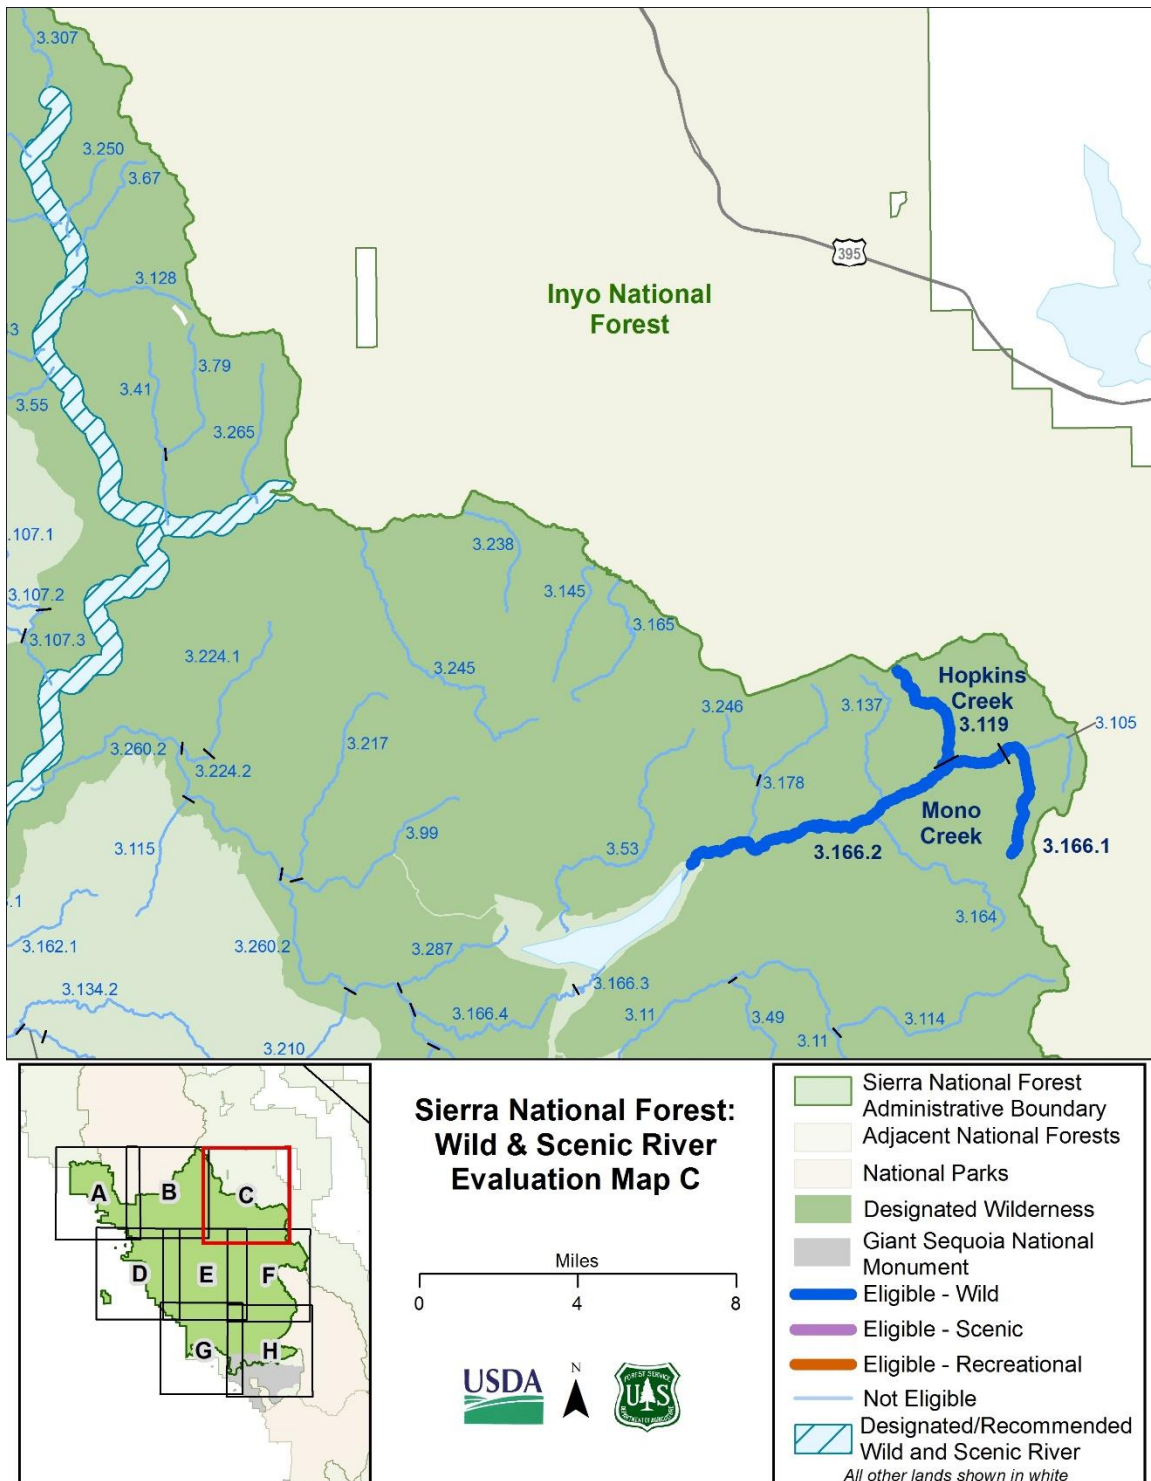 3.307
3.250
3.67
3.128
395
Inyo National
Forest
3.79
3.41
3.55
3.265
.107.1
3.238
3.145
3.107.2
3.165
3.107.3
3.224.1
3.245
Hopkins
Creek
3.119
3.246
3.137
3.105
3.260.2
3.217
3.224.2
3.178
3.99
Mono
Creek
3.115
3.53
3.166.2
3.166.1
.1
3.164
3.162.1
3.260.2
3.287
3.166.3
3.134.2
3.166.4
3.11
3.49
3.114
3.210
3.11
A
B
C
D
E
F
G
H
Sierra National Forest:
Wild & Scenic River
Evaluation Map C
Miles
0 4 8
USDA
N
FOREST SERVICE
U S
DEPARTMENT OF AGRICULTURE
Sierra National Forest
Administrative Boundary
Adjacent National Forests
National Parks
Designated Wilderness
Giant Sequoia National
Monument
Eligible - Wild
Eligible - Scenic
Eligible - Recreational
Not Eligible
Designated/Recommended
Wild and Scenic River
All other lands shown in white